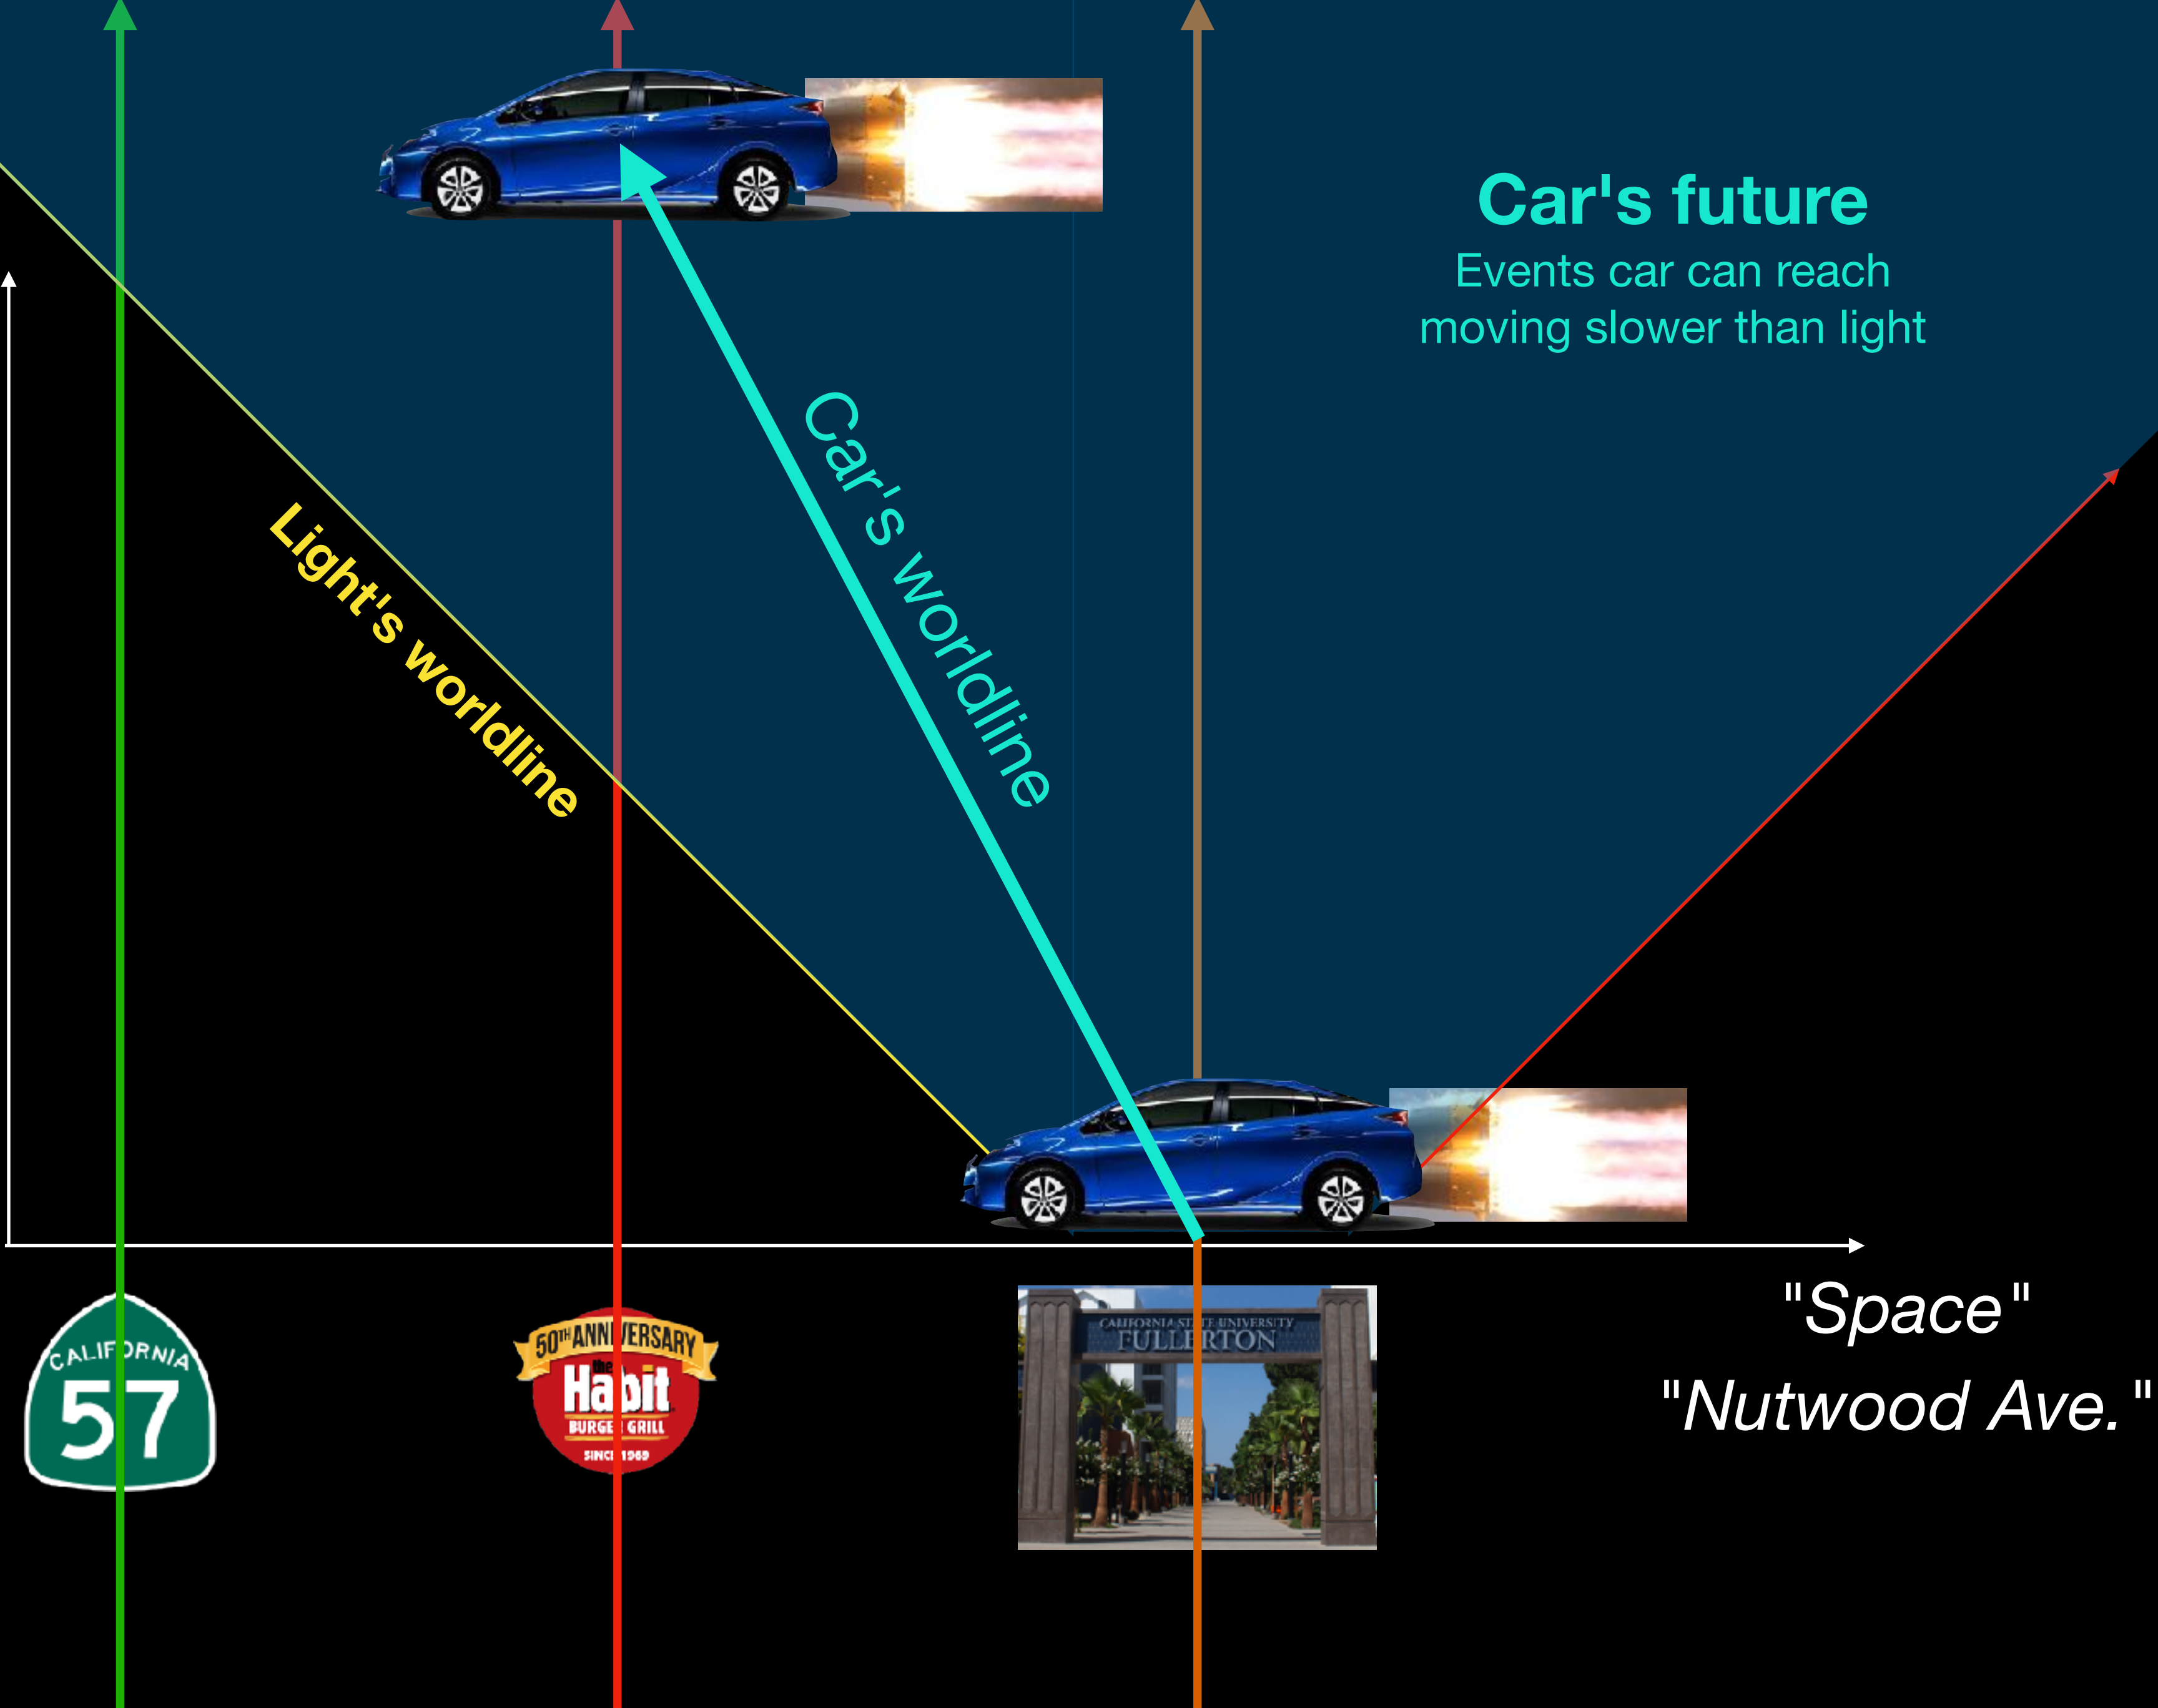 Car's future
Events car can reach
moving slower than light
Car's worldline
Light's worldline
"Space"
"Nutwood Ave."
CALIFORNIA
57
50TH ANNIVERSARY
the
Habit
BURGER GRILL
SINCE 1969
CALIFORNIA STATE UNIVERSITY
FULLERTON